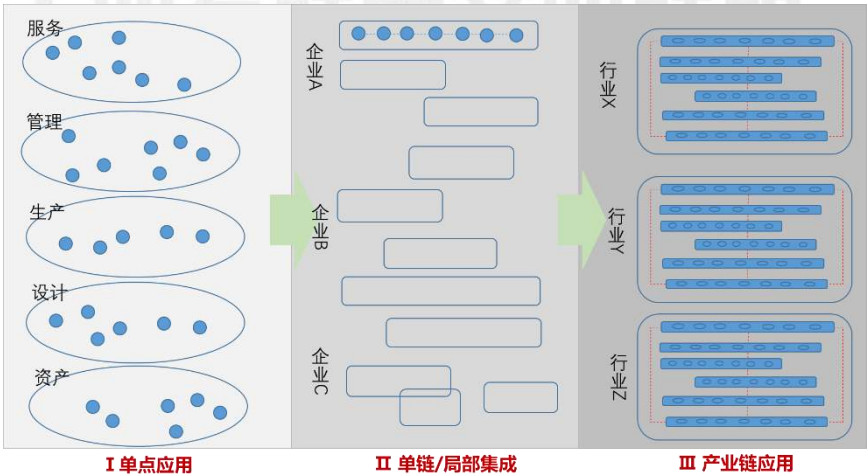 服务
管理
生产
设计
资产
企业A
企业B
企业C
行业X
行业Y
行业Z
Ⅰ 单点应用
Ⅱ 单链/局部集成
Ⅲ 产业链应用